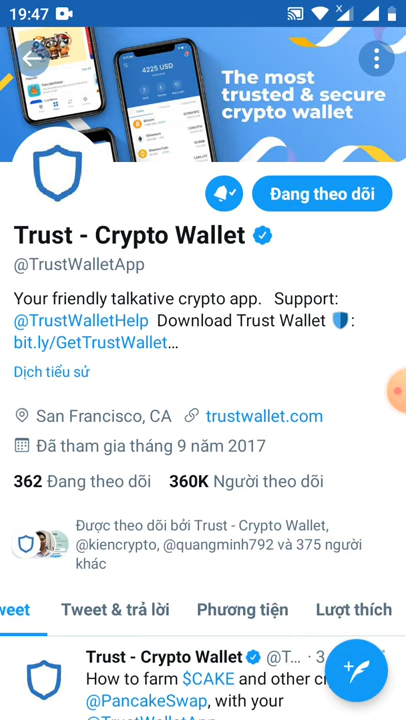 19:47
The most
trusted & secure
crypto wallet
4225 USD
Đang theo dõi
Trust - Crypto Wallet
@TrustWalletApp
Your friendly talkative crypto app. Support:
@TrustWalletHelp Download Trust Wallet :
bit.ly/GetTrustWallet…
Dịch tiểu sử
San Francisco, CA trustwallet.com
Đã tham gia tháng 9 năm 2017
362 Đang theo dõi 360K Người theo dõi
Được theo dõi bởi Trust - Crypto Wallet,
@kiencrypto, @quangminh792 và 375 người
khác
weet Tweet & trả lời Phương tiện Lượt thích
Trust - Crypto Wallet @T... · 3
How to farm $CAKE and other cr
@PancakeSwap, with your
@TrustWalletApp